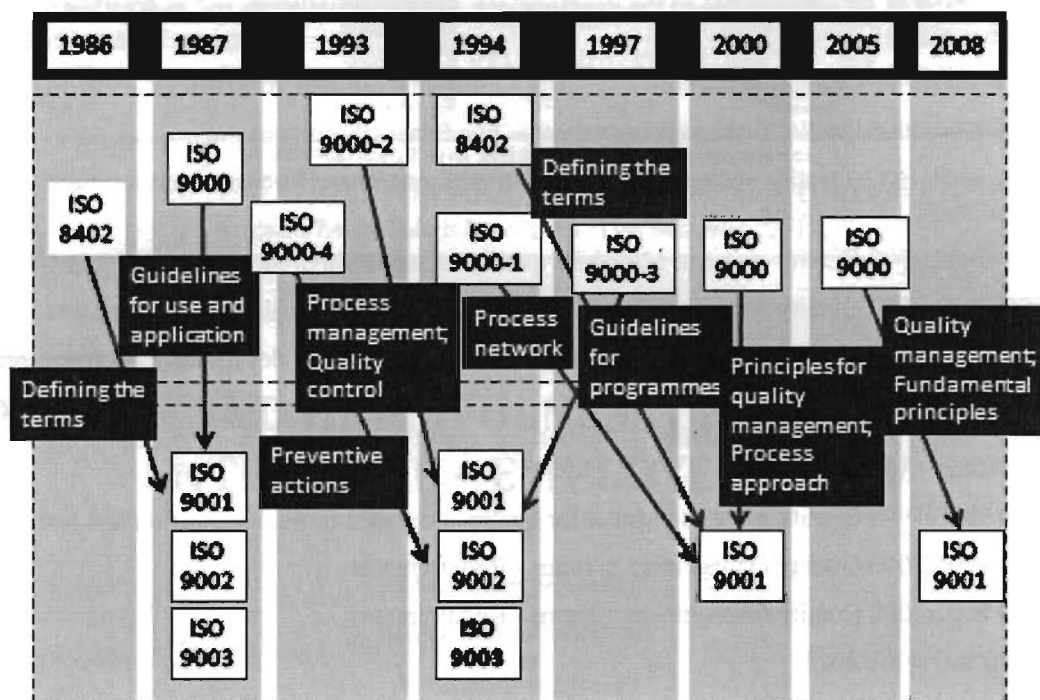 1986 1987 1993 1994 1997 2000 2005 2008
ISO
9000-2
ISO
8402
ISO
9000
Defining the
terms
ISO
8402
ISO
9000-4
ISO
9000-1
ISO
9000-3
ISO
9000
ISO
9000
Guidelines
for use and
application
Process
management;
Quality
control
Process
network
Guidelines
for
programmes
Quality
management;
Fundamental
principles
Defining the
terms
Principles for
quality
management;
Process
approach
Preventive
actions
ISO
9001
ISO
9001
ISO
9002
ISO
9002
ISO
9001
ISO
9001
ISO
9003
ISO
9003